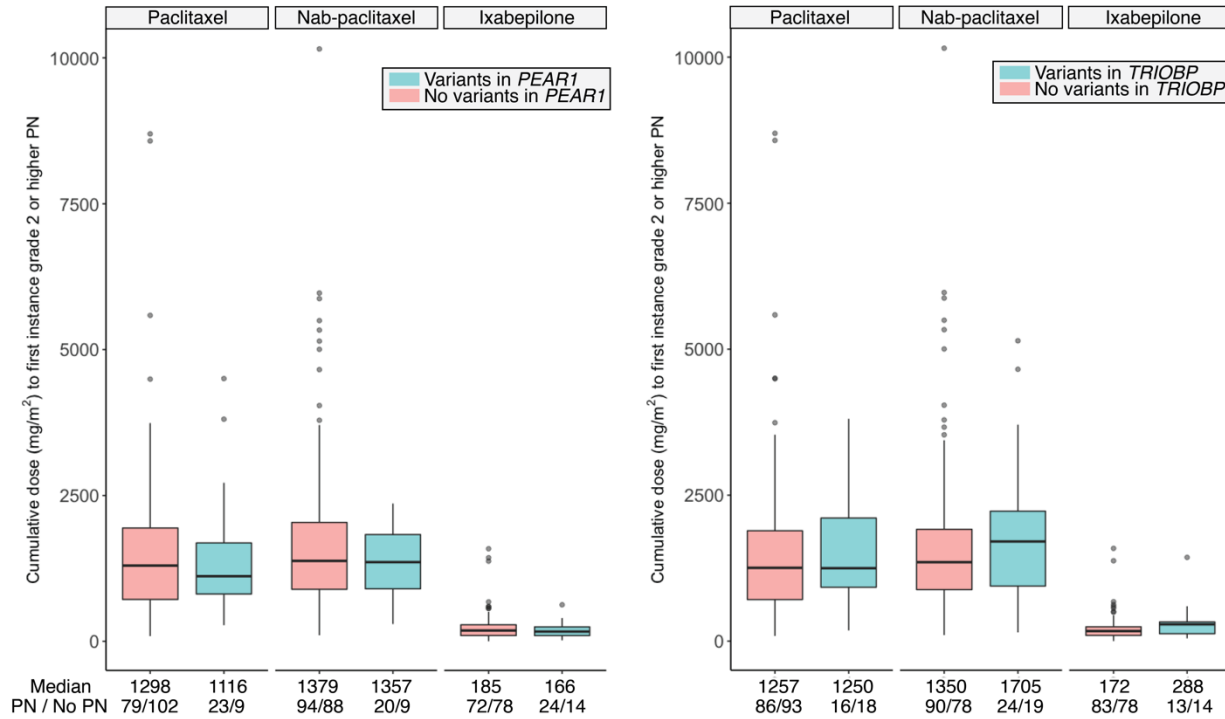 Paclitaxel Nab-paclitaxel Ixabepilone
Variants in PEAR1
No variants in PEAR1
Cumulative dose (mg/m2) to first instance grade 2 or higher PN
10000
7500
5000
2500
0
Median 1298 1116 1379 1357 185 166
PN / No PN 79/102 23/9 94/88 20/9 72/78 24/14
Paclitaxel Nab-paclitaxel Ixabepilone
Variants in TRIOBP
No variants in TRIOBP
Cumulative dose (mg/m2) to first instance grade 2 or higher PN
10000
7500
5000
2500
0
1257 1250 1350 1705 172 288
86/93 16/18 90/78 24/19 83/78 13/14